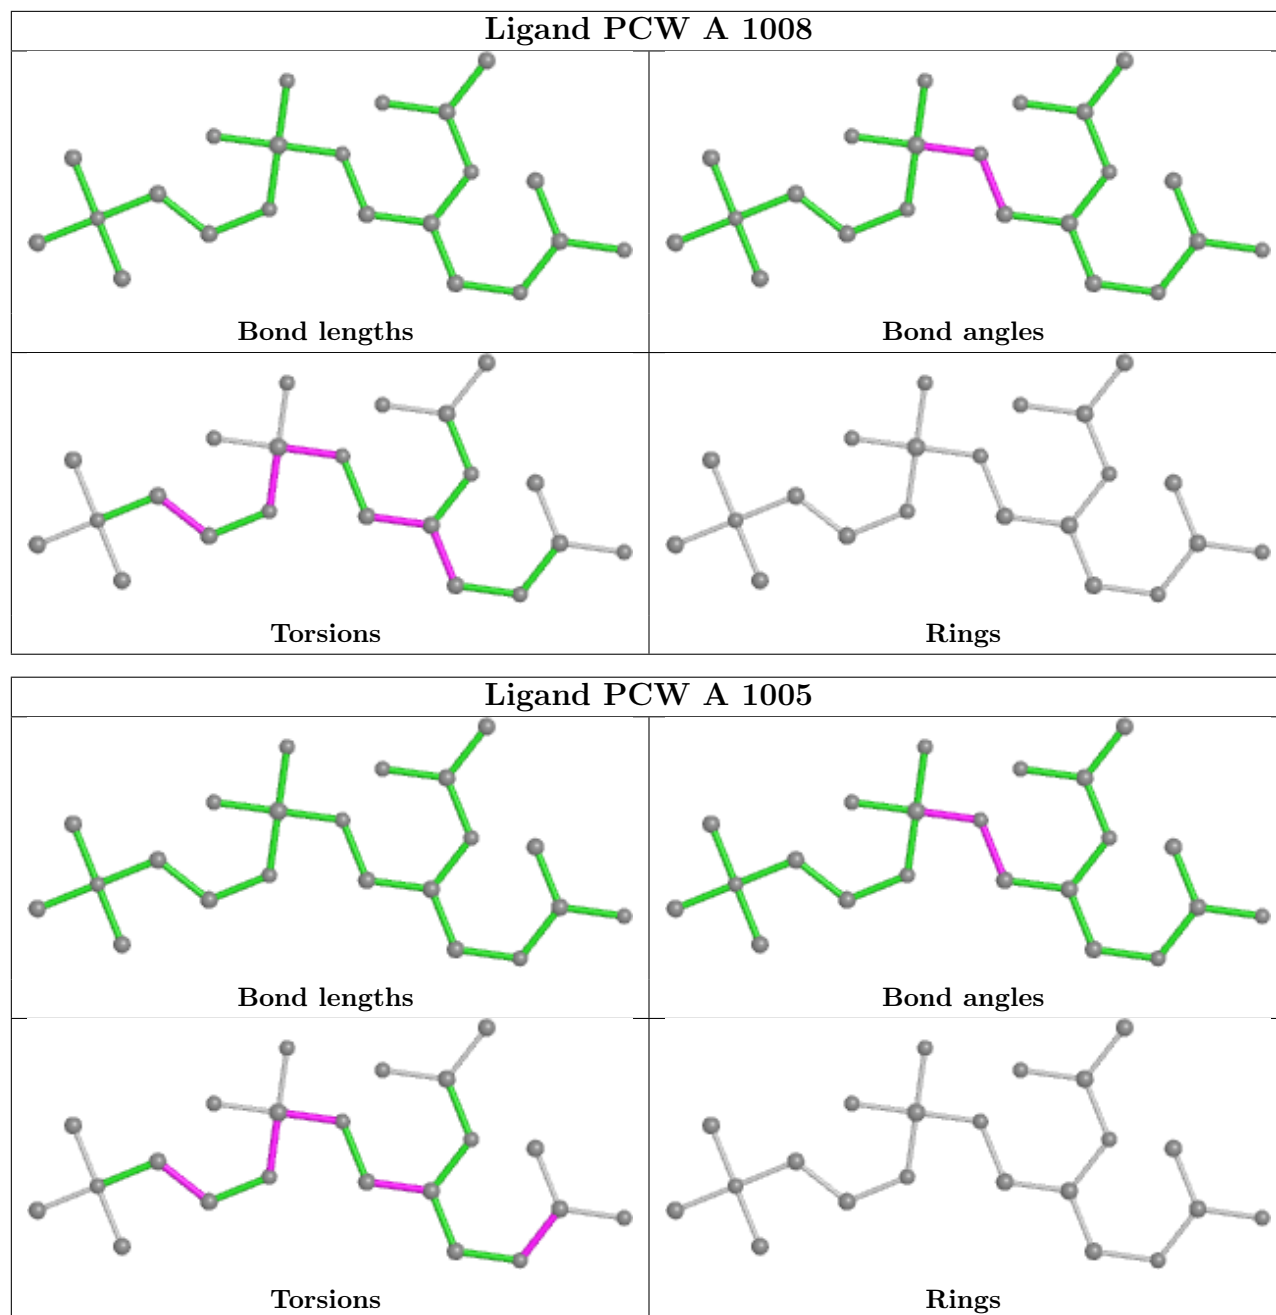 Ligand PCW A 1008
Bond lengths
Bond angles
Torsions
Rings
Ligand PCW A 1005
Bond lengths
Bond angles
Torsions
Rings